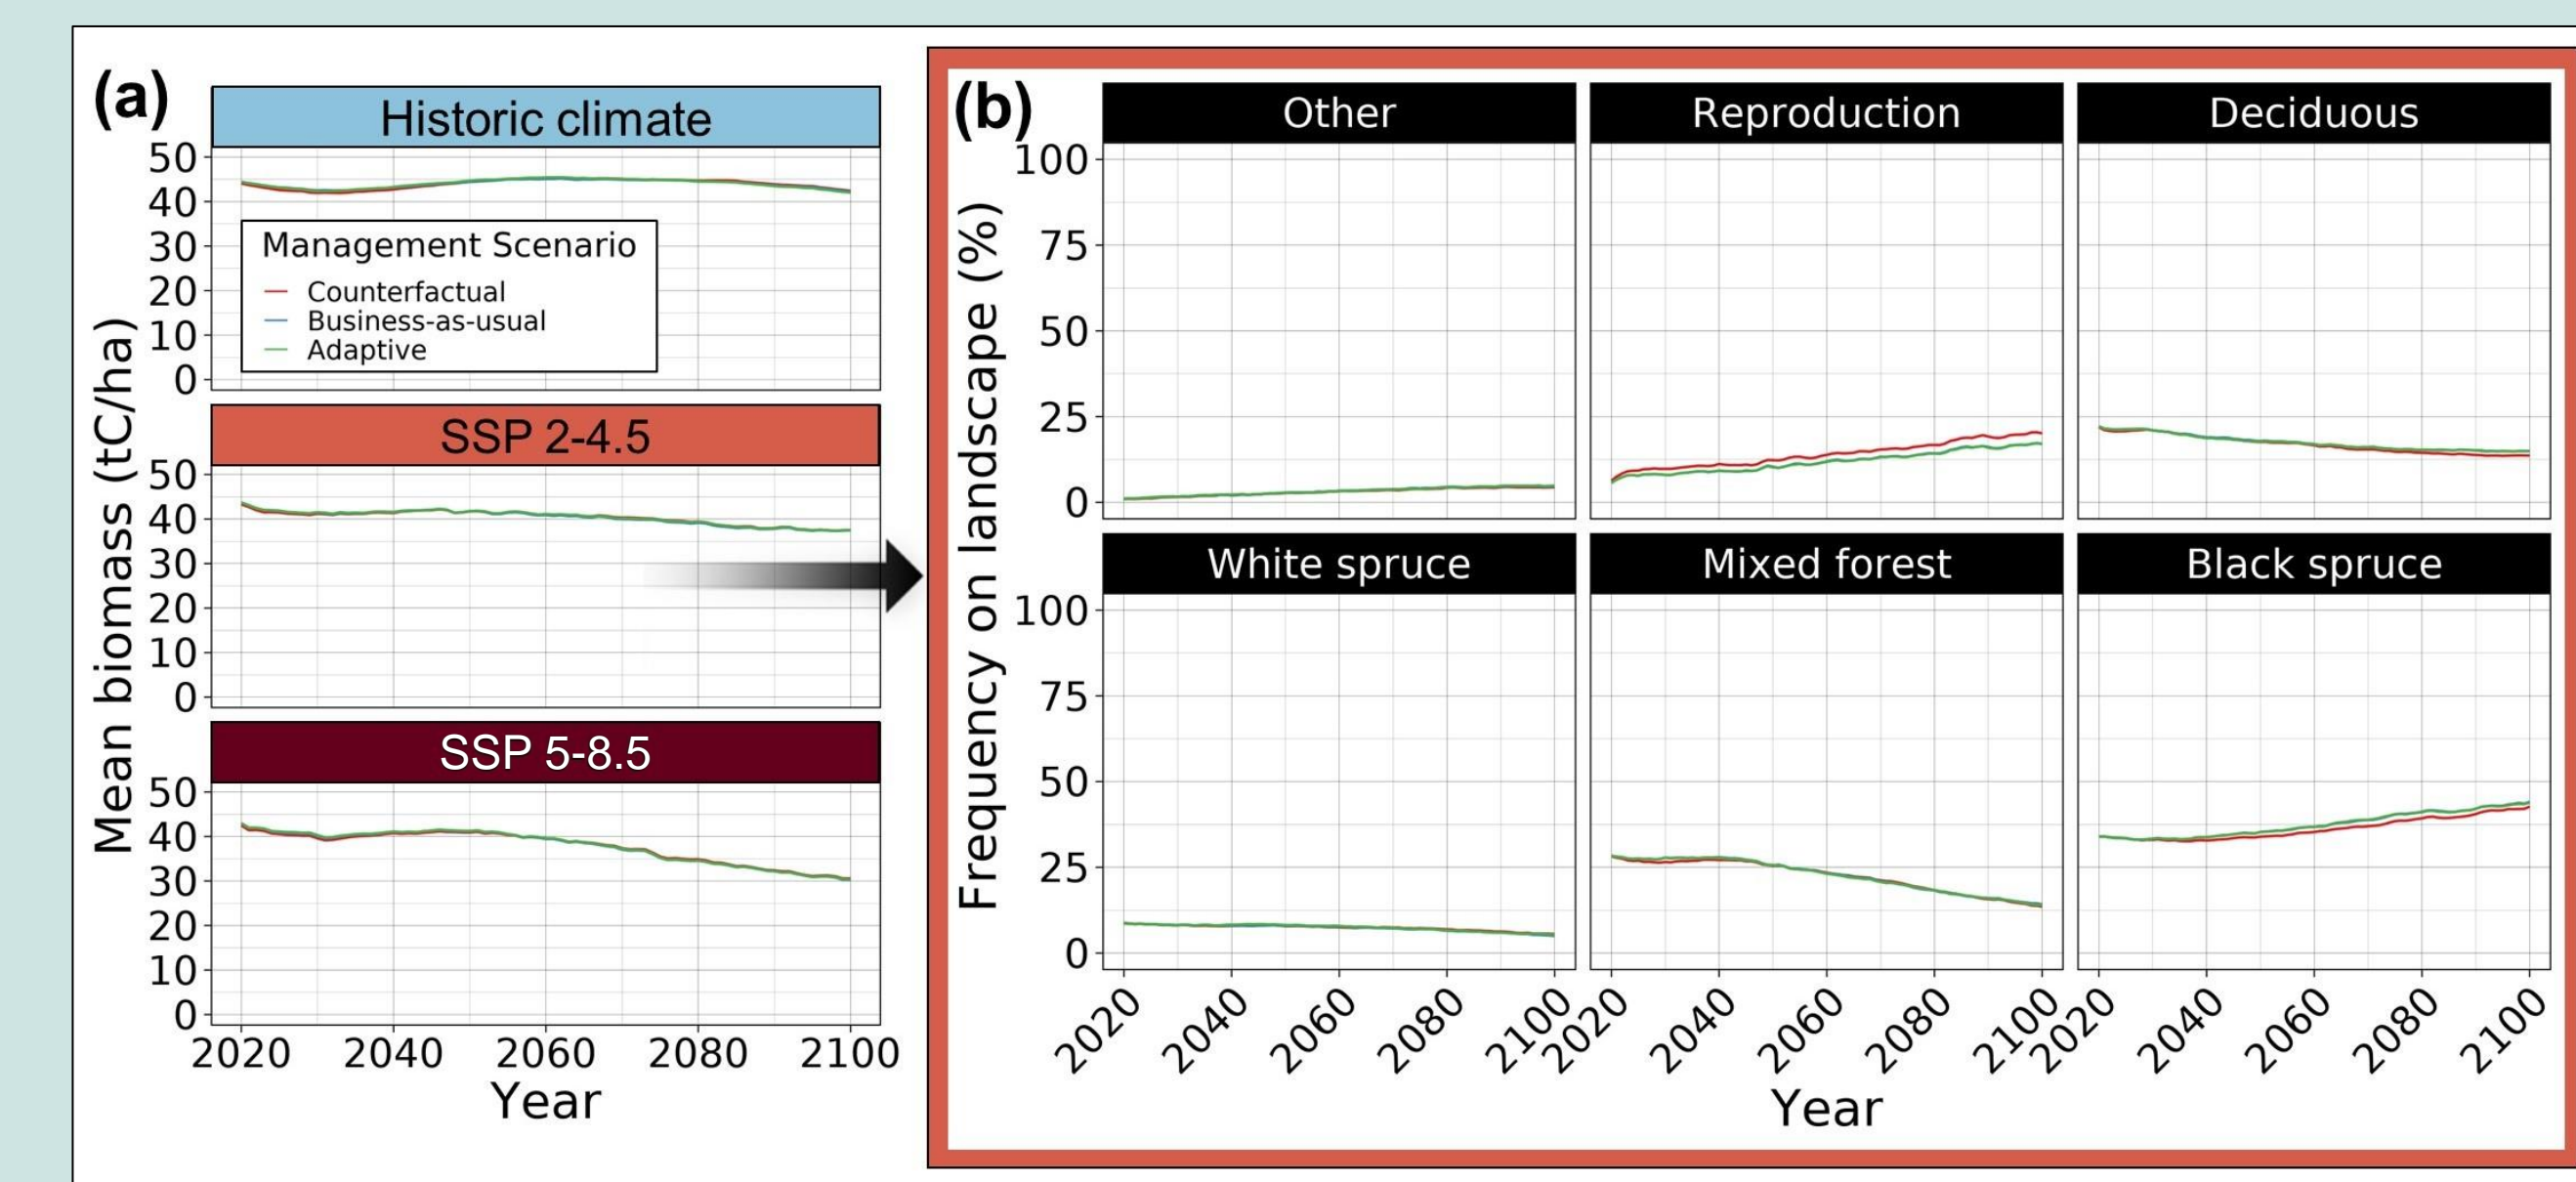 (a)
Historic climate
50
40
30
20
10
0
Management Scenario
Counterfactual
Business-as-usual
Adaptive
SSP 2-4.5
50
40
30
20
10
0
SSP 5-8.5
50
40
30
20
10
0
Mean biomass (tC/ha)
2020 2040 2060 2080 2100
Year
(b)
Other Reproduction Deciduous
100
75
50
25
0
White spruce Mixed forest Black spruce
100
75
50
25
0
Frequency on landscape (%)
2020 2040 2060 2080 2100 2020 2040 2060 2080 2100 2020 2040 2060 2080 2100
Year